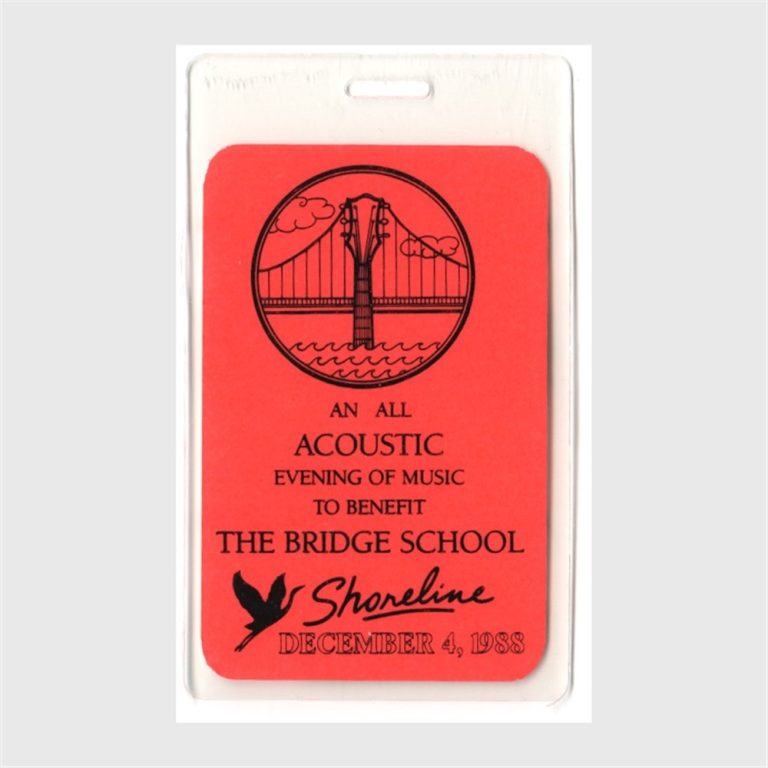 AN ALL
ACOUSTIC
EVENING OF MUSIC
TO BENEFIT
THE BRIDGE SCHOOL
Shoreline
DECEMBER 4, 1988